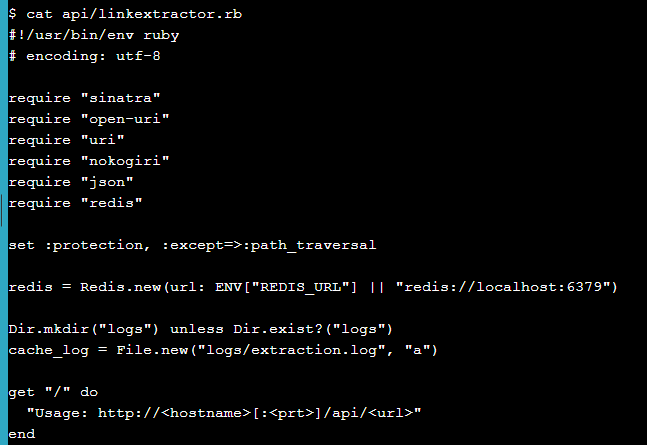 $ cat api/linkextractor.rb
#!/usr/bin/env ruby
# encoding: utf-8
require "sinatra"
require "open-uri"
require "uri"
require "nokogiri"
require "json"
require "redis"
set :protection, :except=>:path_traversal
redis = Redis.new(url: ENV["REDIS_URL"] || "redis://localhost:6379")
Dir.mkdir("logs") unless Dir.exist?("logs")
cache_log = File.new("logs/extraction.log", "a")
get "/" do
  "Usage: http://<hostname>[:<prt>]/api/<url>"
end